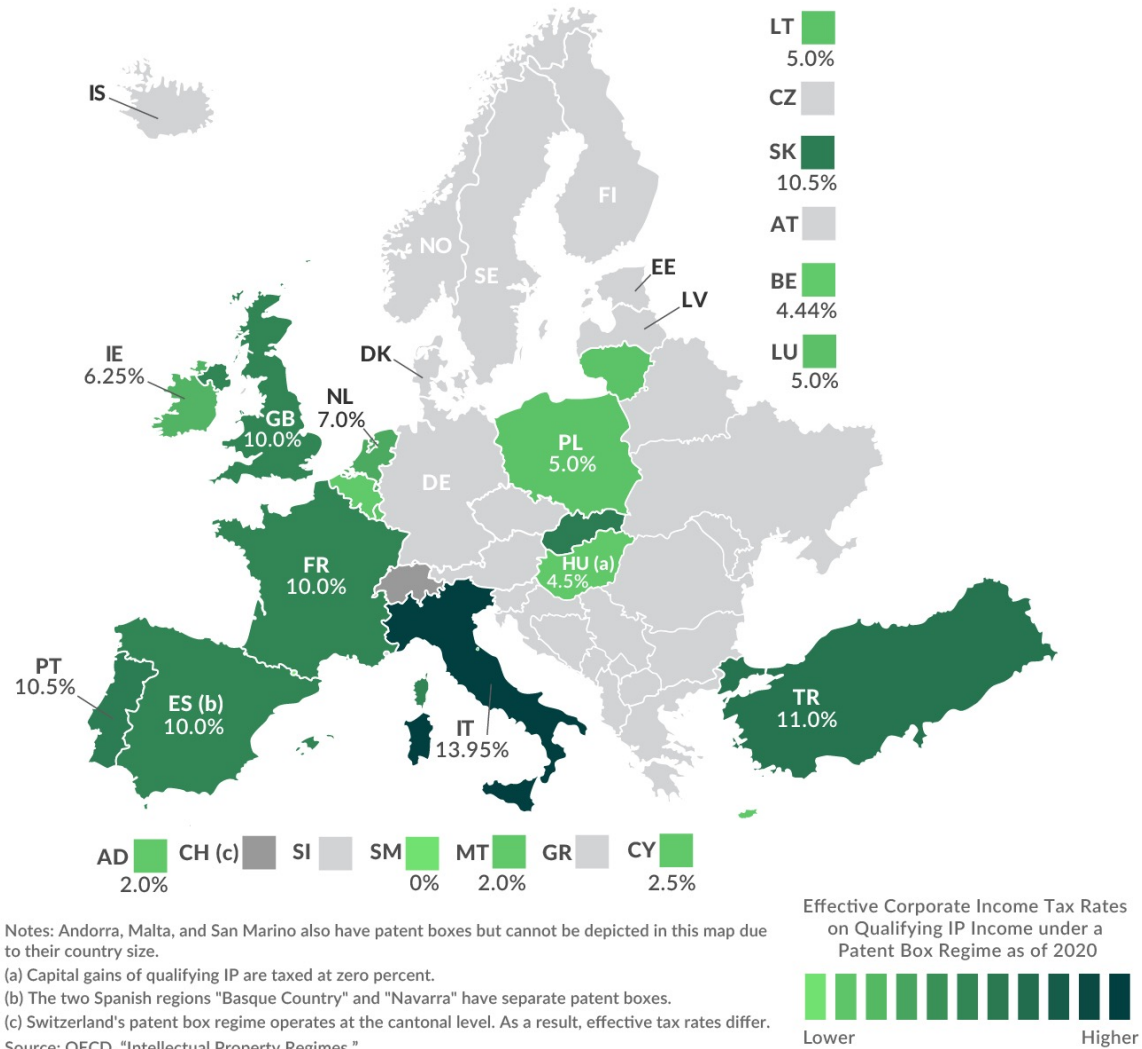 LT
5.0%
IS
CZ
SK
10.5%
FI
AT
NO
SE
EE
BE
4.44%
LV
IE
6.25%
DK
LU
5.0%
NL
7.0%
GB
10.0%
PL
5.0%
DE
FR
10.0%
HU (a)
4.5%
PT
10.5%
ES (b)
10.0%
IT
13.95%
TR
11.0%
AD
2.0%
CH (c)
SI
SM
0%
MT
2.0%
GR
CY
2.5%
Notes: Andorra, Malta, and San Marino also have patent boxes but cannot be depicted in this map due
to their country size.
(a) Capital gains of qualifying IP are taxed at zero percent.
(b) The two Spanish regions "Basque Country" and "Navarra" have separate patent boxes.
(c) Switzerland's patent box regime operates at the cantonal level. As a result, effective tax rates differ.
Source: OECD, “Intellectual Property Regimes.”
Effective Corporate Income Tax Rates
on Qualifying IP Income under a
Patent Box Regime as of 2020
Lower
Higher